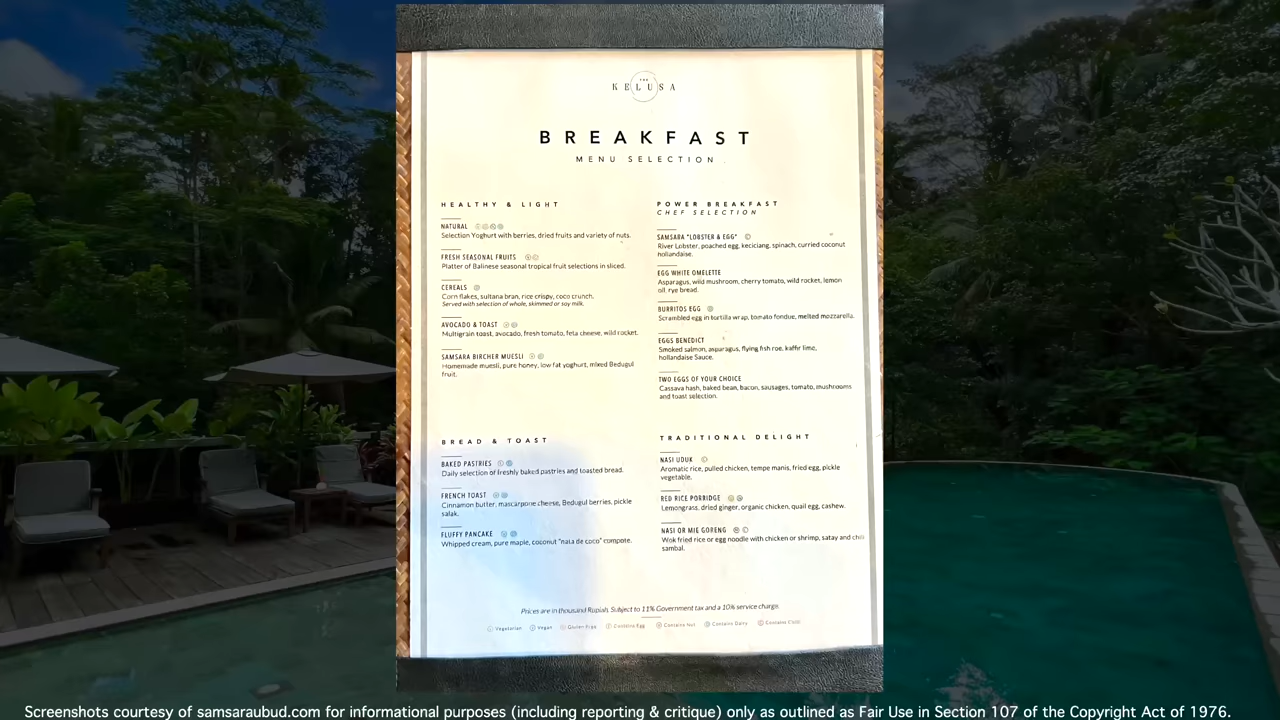 THE
KELUSA
BREAKFAST
MENU SELECTION
HEALTHY & LIGHT
NATURAL
Selection Yoghurt with berries, dried fruits and variety of nuts.
FRESH SEASONAL FRUITS
Platter of Balinese seasonal tropical fruit selections in sliced.
CEREALS
Corn flakes, sultana bran, rice crispy, coco crunch.
Served with selection of whole, skimmed or soy milk.
AVOCADO & TOAST
Multigrain toast, avocado, fresh tomato, feta cheese, wild rocket.
SAMSARA BIRCHER MUESLI
Homemade muesli, pure honey, low fat yoghurt, mixed Bedugul
fruit.
BREAD & TOAST
BAKED PASTRIES
Daily selection of freshly baked pastries and toasted bread.
FRENCH TOAST
Cinnamon butter, mascarpone cheese, Bedugul berries, pickle
salak.
FLUFFY PANCAKE
Whipped cream, pure maple, coconut "nata de coco" compote.
POWER BREAKFAST
CHEF SELECTION
SAMSARA "LOBSTER & EGG"
River Lobster, poached egg, keciciang, spinach, curried coconut
hollandaise.
EGG WHITE OMELETTE
Asparagus, wild mushroom, cherry tomato, wild rocket, lemon
oil, rye bread.
BURRITOS EGG
Scrambled egg in tortilla wrap, tomato fondue, melted mozzarella.
EGGS BENEDICT
Smoked salmon, asparagus, flying fish roe, kaffir lime,
hollandaise Sauce.
TWO EGGS OF YOUR CHOICE
Cassava hash, baked bean, bacon, sausages, tomato, mushrooms
and toast selection.
TRADITIONAL DELIGHT
NASI UDUK
Aromatic rice, pulled chicken, tempe manis, fried egg, pickle
vegetable.
RED RICE PORRIDGE
Lemongrass, dried ginger, organic chicken, quail egg, cashew.
NASI OR MIE GORENG
Wok fried rice or egg noodle with chicken or shrimp, satay and chili
sambal.
Prices are in thousand Rupiah. Subject to 11% Government tax and a 10% service charge.
Vegetarian Vegan Gluten Free Contains Egg Contains Nut Contains Dairy Contains Chili
Screenshots courtesy of samsaraubud.com for informational purposes (including reporting & critique) only as outlined as Fair Use in Section 107 of the Copyright Act of 1976.